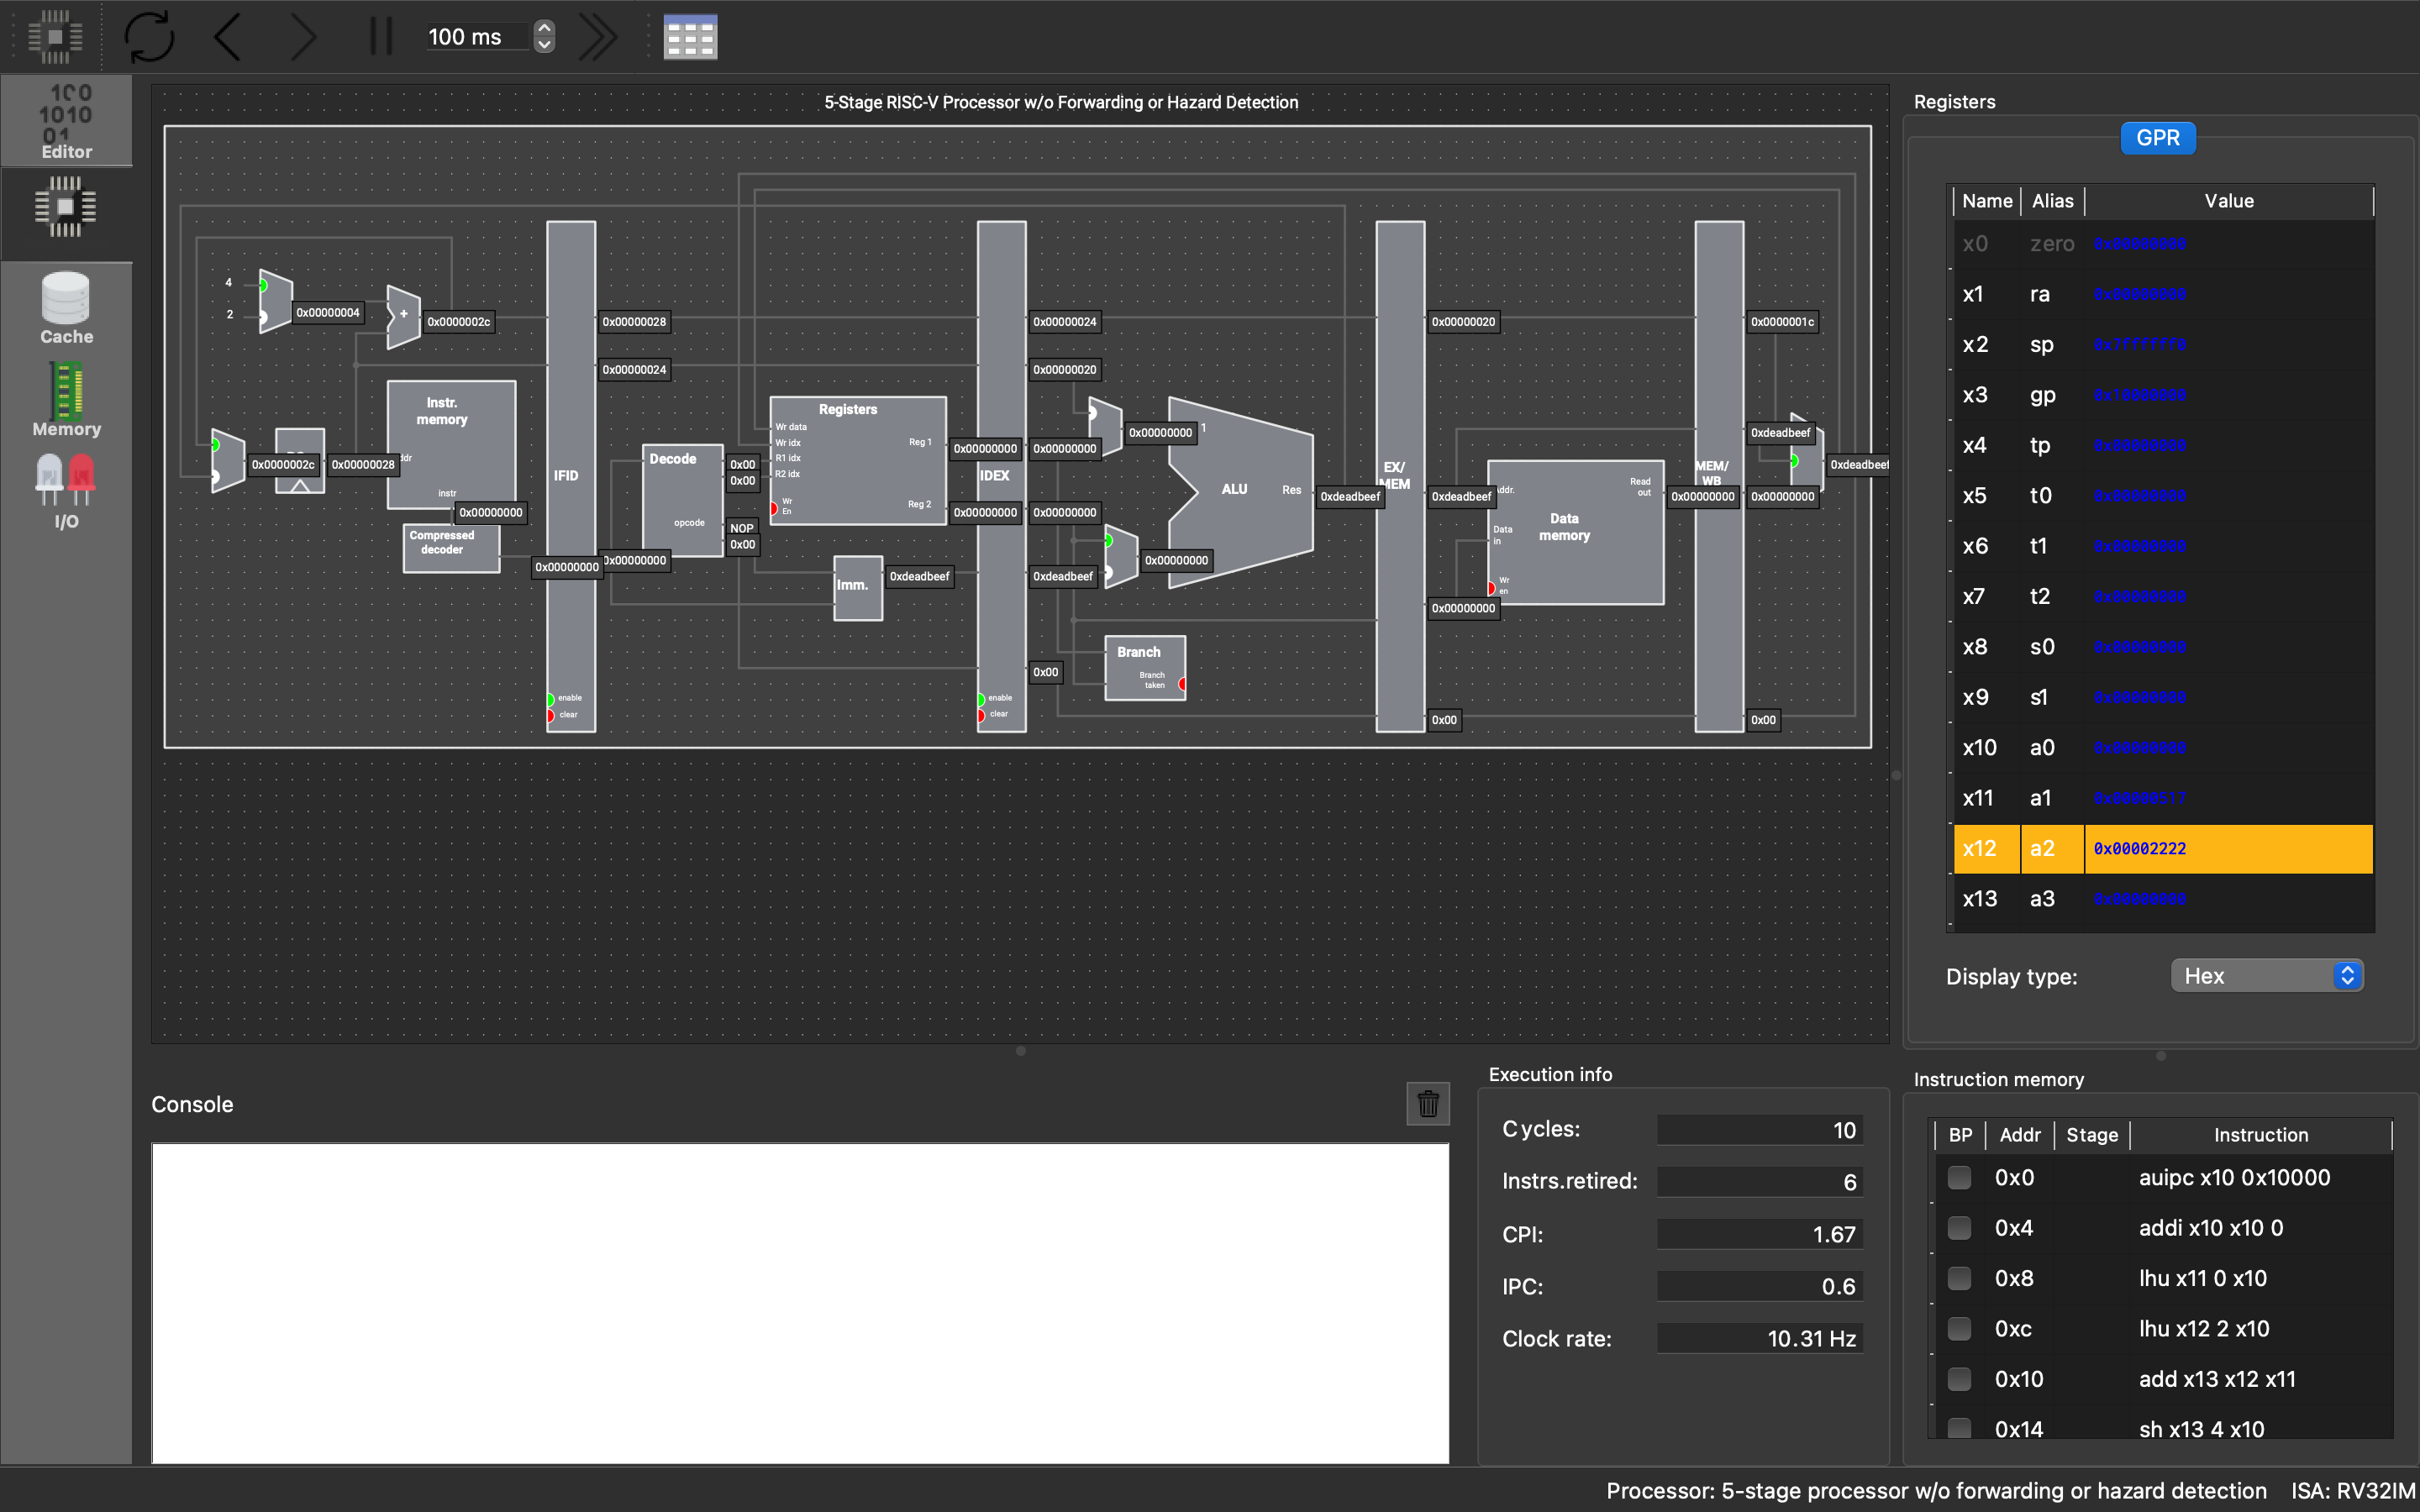 100 ms
1010
01
Editor
Cache
Memory
I/O
5-Stage RISC-V Processor w/o Forwarding or Hazard Detection
4
2
0x00000004
+
0x0000002c
0x00000028
0x00000024
0x00000024
0x00000020
0x00000020
0x0000001c
Instr.
memory
instr
0x0000002c
0x00000028
0x00000000
Compressed
decoder
0x00000000
IFID
enable
clear
0x00000000
Decode
opcode
0x00
0x00
NOP
0x00
Registers
Wr data
Wr idx
R1 idx
R2 idx
Wr
En
Reg 1
Reg 2
Imm.
0xdeadbeef
0x00000000
0x00000000
IDEX
enable
clear
0x00000000
0x00000000
0xdeadbeef
0x00
0x00000000
0x00000000
1
ALU
Res
0xdeadbeef
Branch
Branch
taken
EX/
MEM
0xdeadbeef
0x00000000
0x00
Data
in
Wr
en
Data
memory
Read
out
0x00000000
MEM/
WB
0xdeadbeef
0x00000000
0x00
0xdeadbeef
Registers
GPR
Name Alias Value
x0 zero 0x00000000
x1 ra 0x00000000
x2 sp 0x7ffffff0
x3 gp 0x10000000
x4 tp 0x00000000
x5 t0 0x00000000
x6 t1 0x00000000
x7 t2 0x00000000
x8 s0 0x00000000
x9 s1 0x00000000
x10 a0 0x00000000
x11 a1 0x00000517
x12 a2 0x00002222
x13 a3 0x00000000
Display type: Hex
Console
Execution info
Cycles: 10
Instrs.retired: 6
CPI: 1.67
IPC: 0.6
Clock rate: 10.31 Hz
Instruction memory
BP Addr Stage Instruction
0x0 auipc x10 0x10000
0x4 addi x10 x10 0
0x8 lhu x11 0 x10
0xc lhu x12 2 x10
0x10 add x13 x12 x11
0x14 sh x13 4 x10
Processor: 5-stage processor w/o forwarding or hazard detection ISA: RV32IM